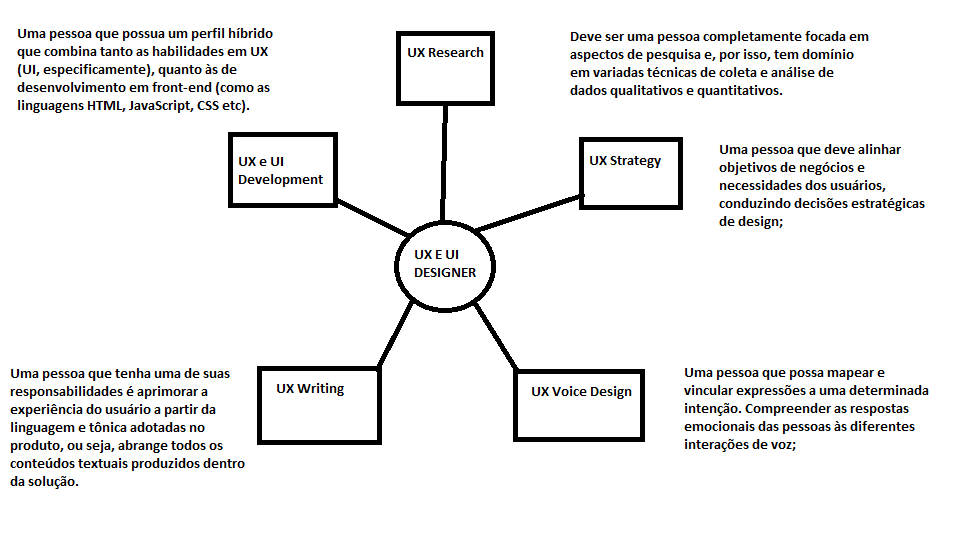 Uma pessoa que possua um perfil híbrido
que combina tanto as habilidades em UX
(UI, especificamente), quanto às de
desenvolvimento em front-end (como as
linguagens HTML, JavaScript, CSS etc).
UX Research
Deve ser uma pessoa completamente focada em
aspectos de pesquisa e, por isso, tem domínio
em variadas técnicas de coleta e análise de
dados qualitativos e quantitativos.
UX e UI
Development
UX Strategy
Uma pessoa que deve alinhar
objetivos de negócios e
necessidades dos usuários,
conduzindo decisões estratégicas
de design;
UX E UI
DESIGNER
Uma pessoa que tenha uma de suas
responsabilidades é aprimorar a
experiência do usuário a partir da
linguagem e tônica adotadas no
produto, ou seja, abrange todos os
conteúdos textuais produzidos dentro
da solução.
UX Writing
UX Voice Design
Uma pessoa que possa mapear e
vincular expressões a uma determinada
intenção. Compreender as respostas
emocionais das pessoas às diferentes
interações de voz;